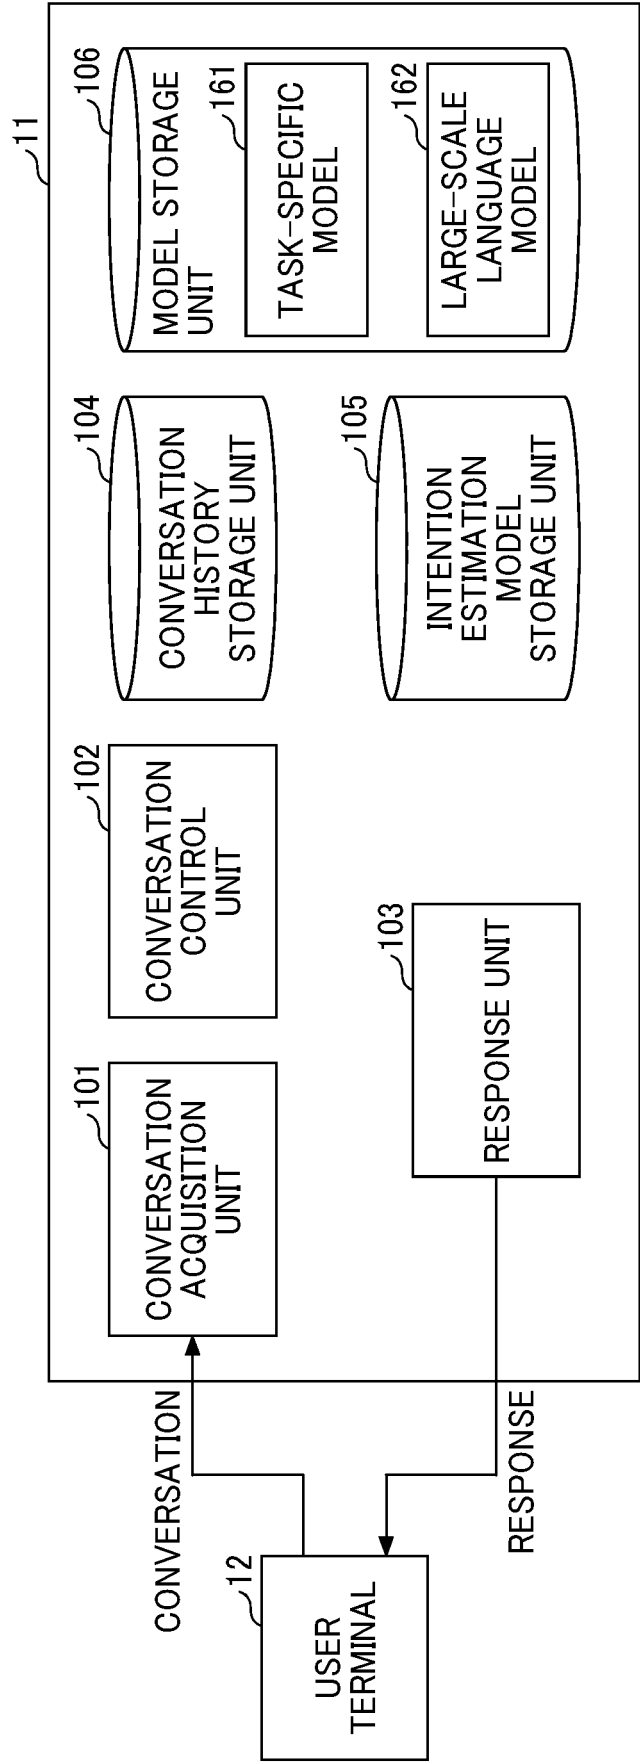 11
12
USER
TERMINAL
CONVERSATION
RESPONSE
101
CONVERSATION
ACQUISITION
UNIT
102
CONVERSATION
CONTROL
UNIT
103
RESPONSE UNIT
104
CONVERSATION
HISTORY
STORAGE UNIT
105
INTENTION
ESTIMATION
MODEL
STORAGE UNIT
106
MODEL STORAGE
UNIT
161
TASK-SPECIFIC
MODEL
162
LARGE-SCALE
LANGUAGE
MODEL